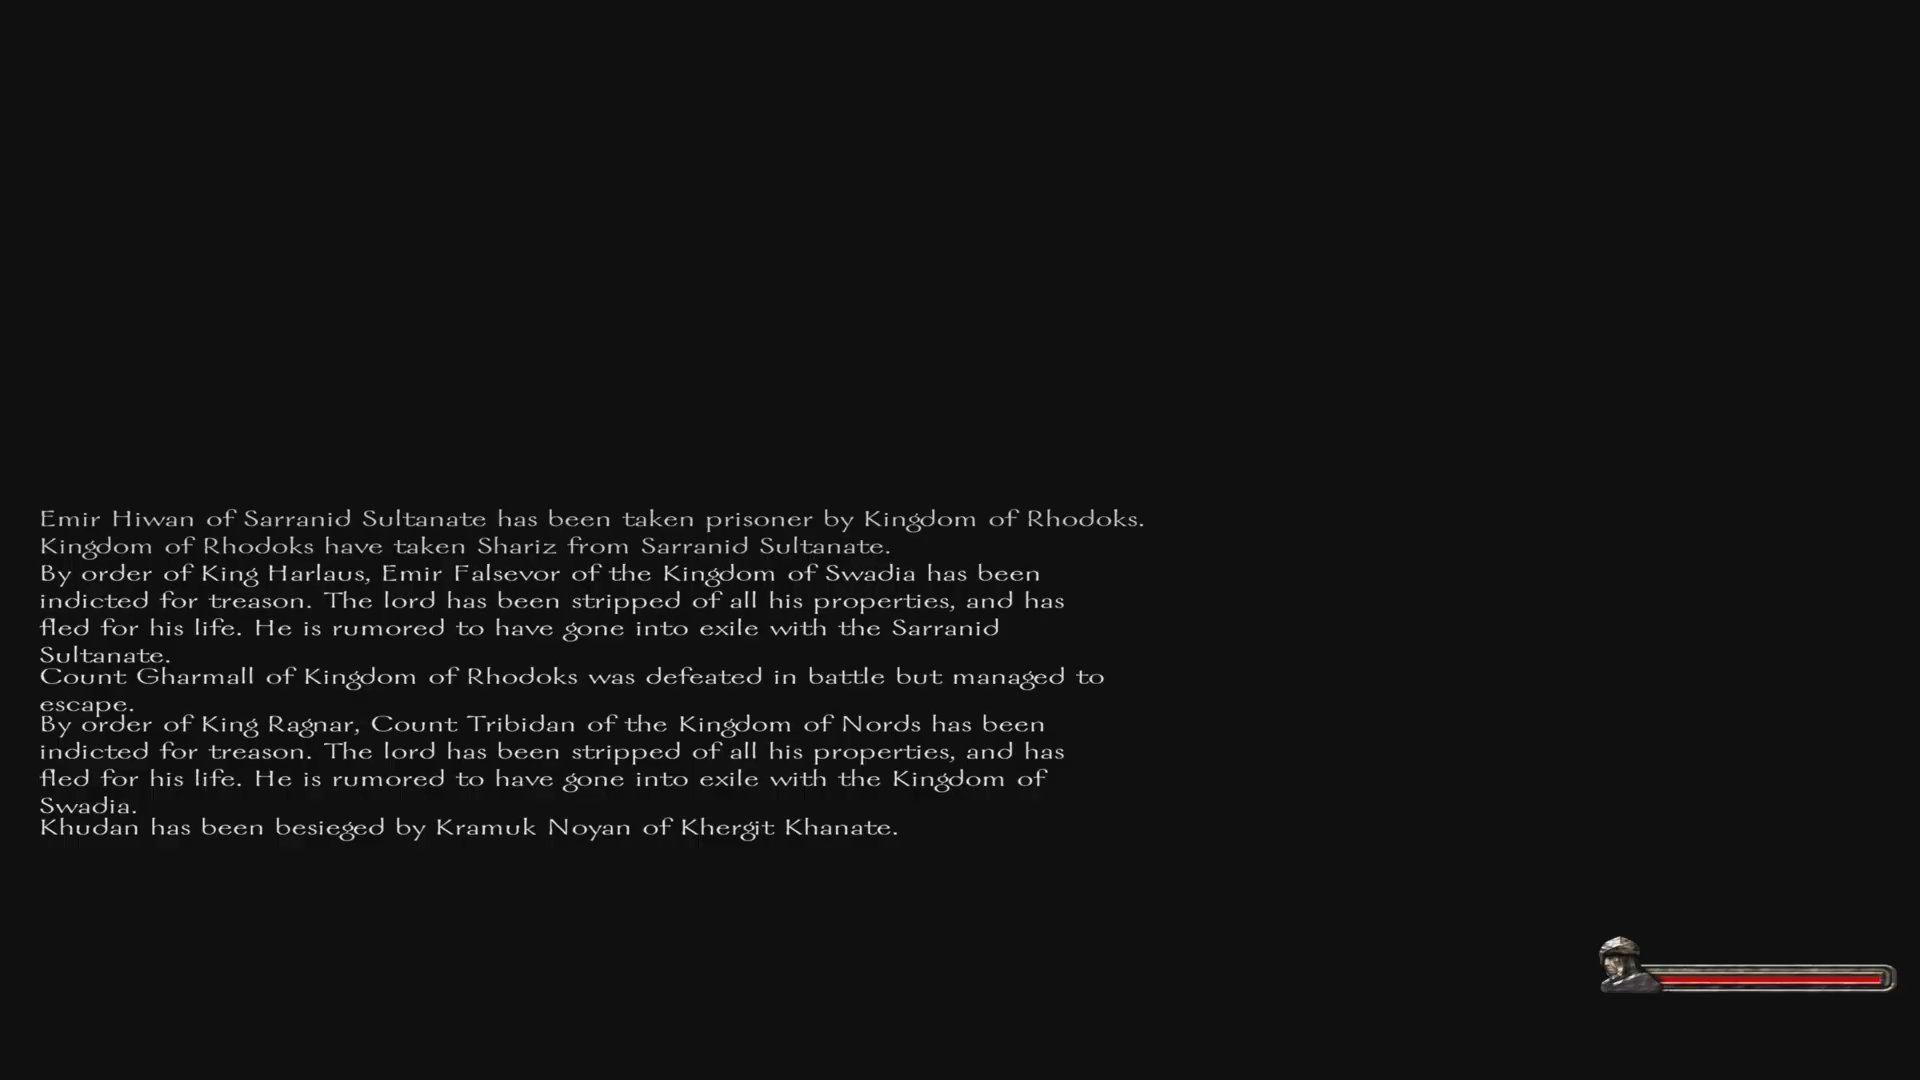 Emir Hiwan of Sarranid Sultanate has been taken prisoner by Kingdom of Rhodoks.
Kingdom of Rhodoks have taken Shariz from Sarranid Sultanate.
By order of King Harlaus, Emir Falsevor of the Kingdom of Swadia has been
indicted for treason. The lord has been stripped of all his properties, and has
fled for his life. He is rumored to have gone into exile with the Sarranid
Sultanate.
Count Gharmall of Kingdom of Rhodoks was defeated in battle but managed to
escape.
By order of King Ragnar, Count Tribidan of the Kingdom of Nords has been
indicted for treason. The lord has been stripped of all his properties, and has
fled for his life. He is rumored to have gone into exile with the Kingdom of
Swadia.
Khudan has been besieged by Kramuk Noyan of Khergit Khanate.